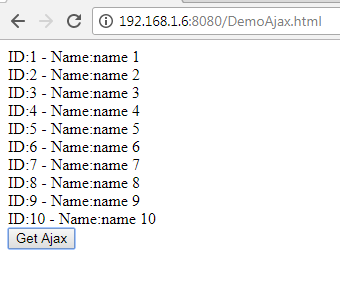 192.168.1.6:8080/DemoAjax.html
ID:1 - Name:name 1
ID:2 - Name:name 2
ID:3 - Name:name 3
ID:4 - Name:name 4
ID:5 - Name:name 5
ID:6 - Name:name 6
ID:7 - Name:name 7
ID:8 - Name:name 8
ID:9 - Name:name 9
ID:10 - Name:name 10
Get Ajax